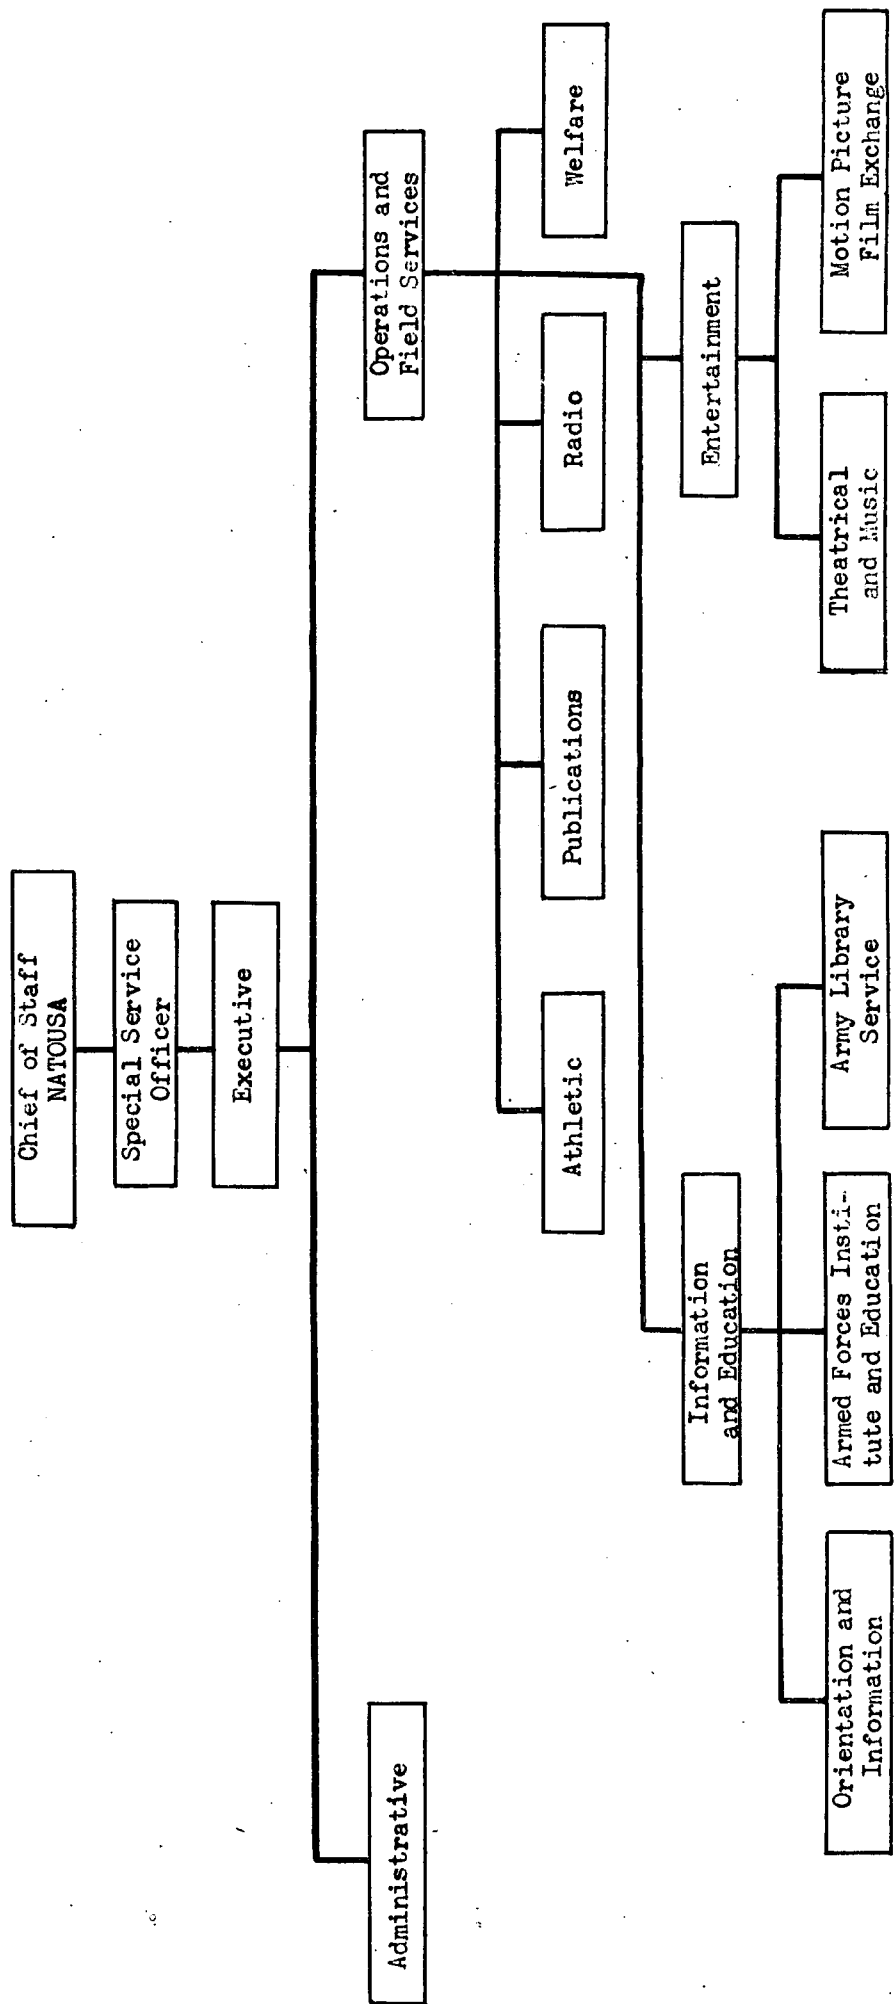 Chief of Staff
NATOUSA
Special Service
Officer
Executive
Administrative
Operations and
Field Services
Athletic
Publications
Radio
Welfare
Information
and Education
Entertainment
Orientation and
Information
Armed Forces Insti-
tute and Education
Army Library
Service
Theatrical
and Music
Motion Picture
Film Exchange